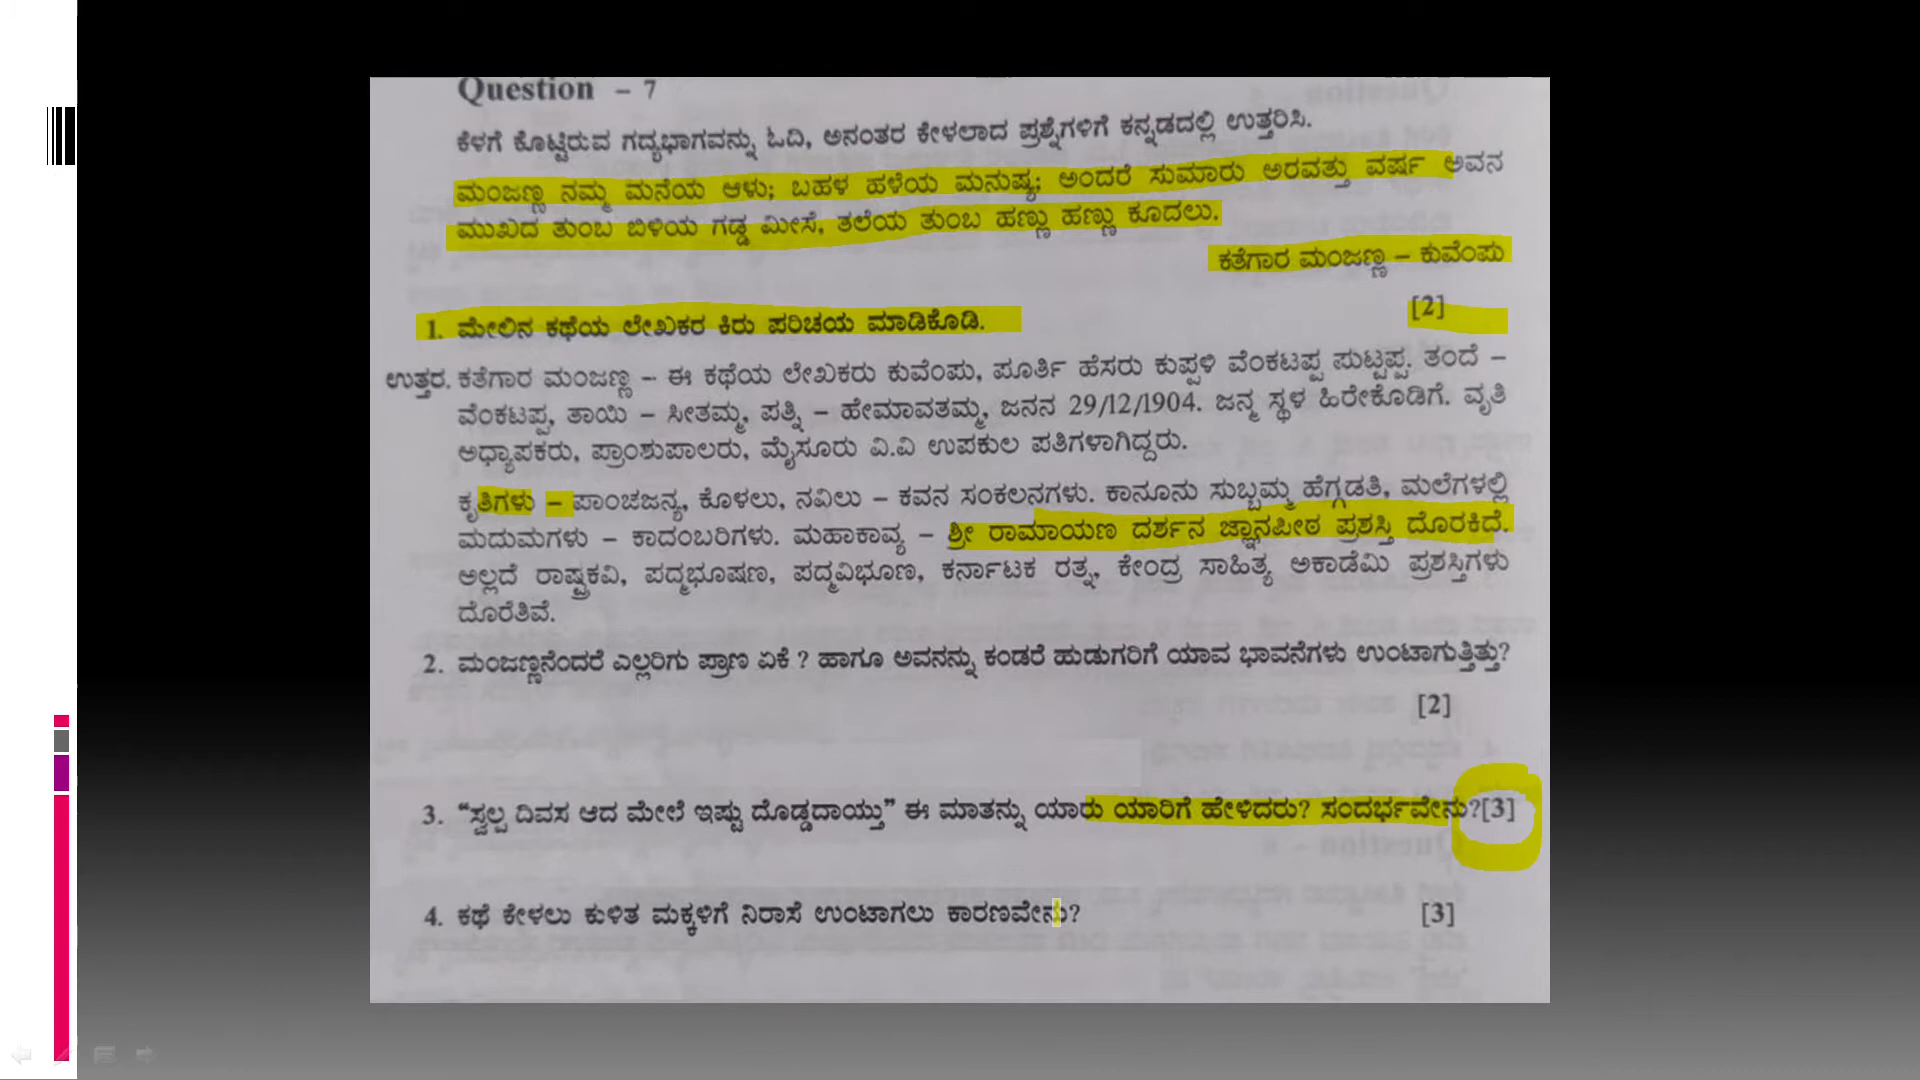 Question – 7
ಕೆಳಗೆ ಕೊಟ್ಟಿರುವ ಗದ್ಯಭಾಗವನ್ನು ಓದಿ, ಅನಂತರ ಕೇಳಲಾದ ಪ್ರಶ್ನೆಗಳಿಗೆ ಕನ್ನಡದಲ್ಲಿ ಉತ್ತರಿಸಿ.
ಮಂಜಣ್ಣ ನಮ್ಮ ಮನೆಯ ಆಳು; ಬಹಳ ಹಳೆಯ ಮನುಷ್ಯ; ಅಂದರೆ ಸುಮಾರು ಅರವತ್ತು ವರ್ಷ ಅವನ
ಮುಖದ ತುಂಬ ಬಿಳಿಯ ಗಡ್ಡ ಮೀಸೆ, ತಲೆಯ ತುಂಬ ಹಣ್ಣು ಹಣ್ಣು ಕೂದಲು.
ಕತೆಗಾರ ಮಂಜಣ್ಣ – ಕುವೆಂಪು
1. ಮೇಲಿನ ಕಥೆಯ ಲೇಖಕರ ಕಿರು ಪರಿಚಯ ಮಾಡಿಕೊಡಿ. [2]
ಉತ್ತರ. ಕತೆಗಾರ ಮಂಜಣ್ಣ – ಈ ಕಥೆಯ ಲೇಖಕರು ಕುವೆಂಪು, ಪೂರ್ತಿ ಹೆಸರು ಕುಪ್ಪಳಿ ವೆಂಕಟಪ್ಪ ಪುಟ್ಟಪ್ಪ. ತಂದೆ –
ವೆಂಕಟಪ್ಪ, ತಾಯಿ – ಸೀತಮ್ಮ, ಪತ್ನಿ – ಹೇಮಾವತಮ್ಮ, ಜನನ 29/12/1904. ಜನ್ಮ ಸ್ಥಳ ಹಿರೇಕೊಡಿಗೆ. ವೃತಿ
ಅಧ್ಯಾಪಕರು, ಪ್ರಾಂಶುಪಾಲರು, ಮೈಸೂರು ವಿ.ವಿ ಉಪಕುಲ ಪತಿಗಳಾಗಿದ್ದರು.
ಕೃತಿಗಳು – ಪಾಂಚಜನ್ಯ, ಕೊಳಲು, ನವಿಲು – ಕವನ ಸಂಕಲನಗಳು. ಕಾನೂನು ಸುಬ್ಬಮ್ಮ ಹೆಗ್ಗಡತಿ, ಮಲೆಗಳಲ್ಲಿ
ಮದುಮಗಳು – ಕಾದಂಬರಿಗಳು. ಮಹಾಕಾವ್ಯ – ಶ್ರೀ ರಾಮಾಯಣ ದರ್ಶನ ಜ್ಞಾನಪೀಠ ಪ್ರಶಸ್ತಿ ದೊರಕಿದೆ.
ಅಲ್ಲದೆ ರಾಷ್ಟ್ರಕವಿ, ಪದ್ಮಭೂಷಣ, ಪದ್ಮವಿಭೂಣ, ಕರ್ನಾಟಕ ರತ್ನ, ಕೇಂದ್ರ ಸಾಹಿತ್ಯ ಅಕಾಡೆಮಿ ಪ್ರಶಸ್ತಿಗಳು
ದೊರೆತಿವೆ.
2. ಮಂಜಣ್ಣನೆಂದರೆ ಎಲ್ಲರಿಗು ಪ್ರಾಣ ಏಕೆ ? ಹಾಗೂ ಅವನನ್ನು ಕಂಡರೆ ಹುಡುಗರಿಗೆ ಯಾವ ಭಾವನೆಗಳು ಉಂಟಾಗುತ್ತಿತ್ತು?
[2]
3. “ಸ್ವಲ್ಪ ದಿವಸ ಆದ ಮೇಲೆ ಇಷ್ಟು ದೊಡ್ಡದಾಯ್ತು” ಈ ಮಾತನ್ನು ಯಾರು ಯಾರಿಗೆ ಹೇಳಿದರು? ಸಂದರ್ಭವೇನು?[3]
4. ಕಥೆ ಕೇಳಲು ಕುಳಿತ ಮಕ್ಕಳಿಗೆ ನಿರಾಸೆ ಉಂಟಾಗಲು ಕಾರಣವೇನು? [3]